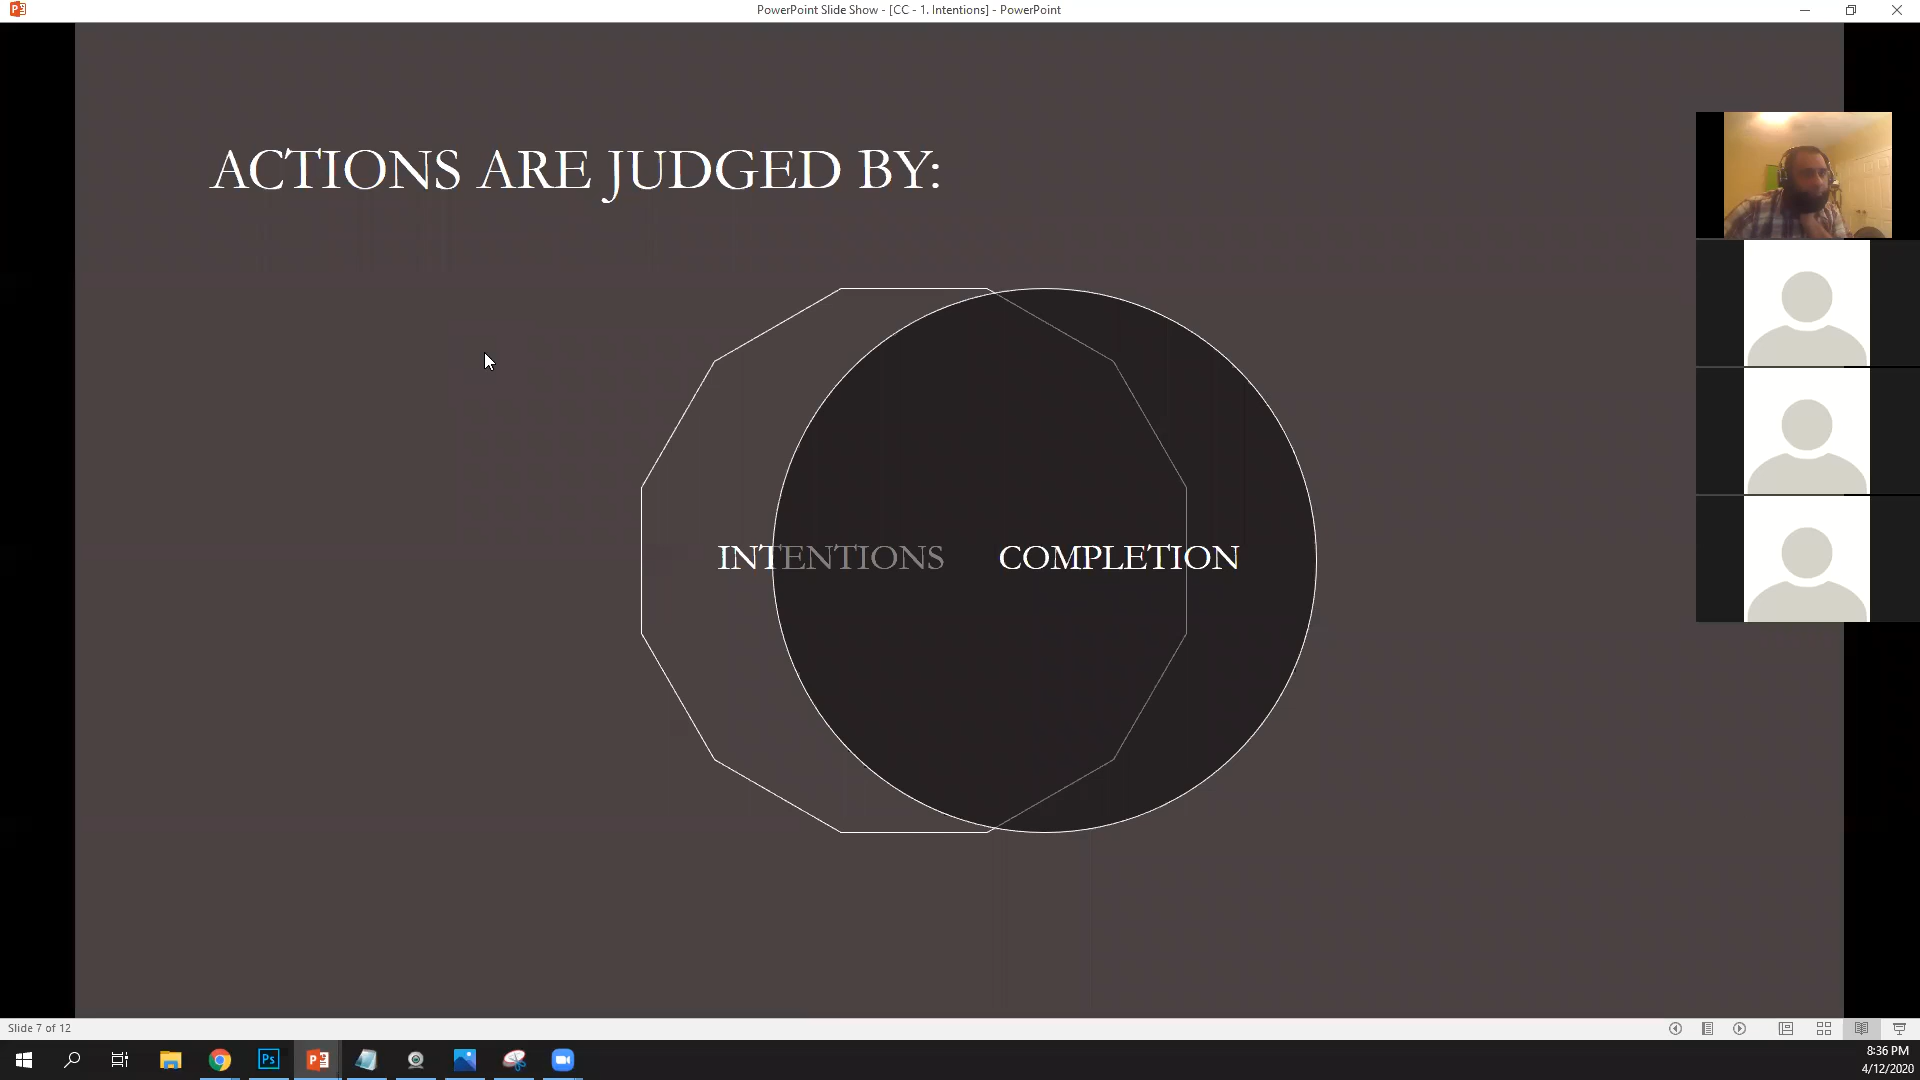 PowerPoint Slide Show - [CC - 1. Intentions] - PowerPoint
ACTIONS ARE JUDGED BY:
INTENTIONS COMPLETION
Slide 7 of 12
Ps
8:36 PM
4/12/2020